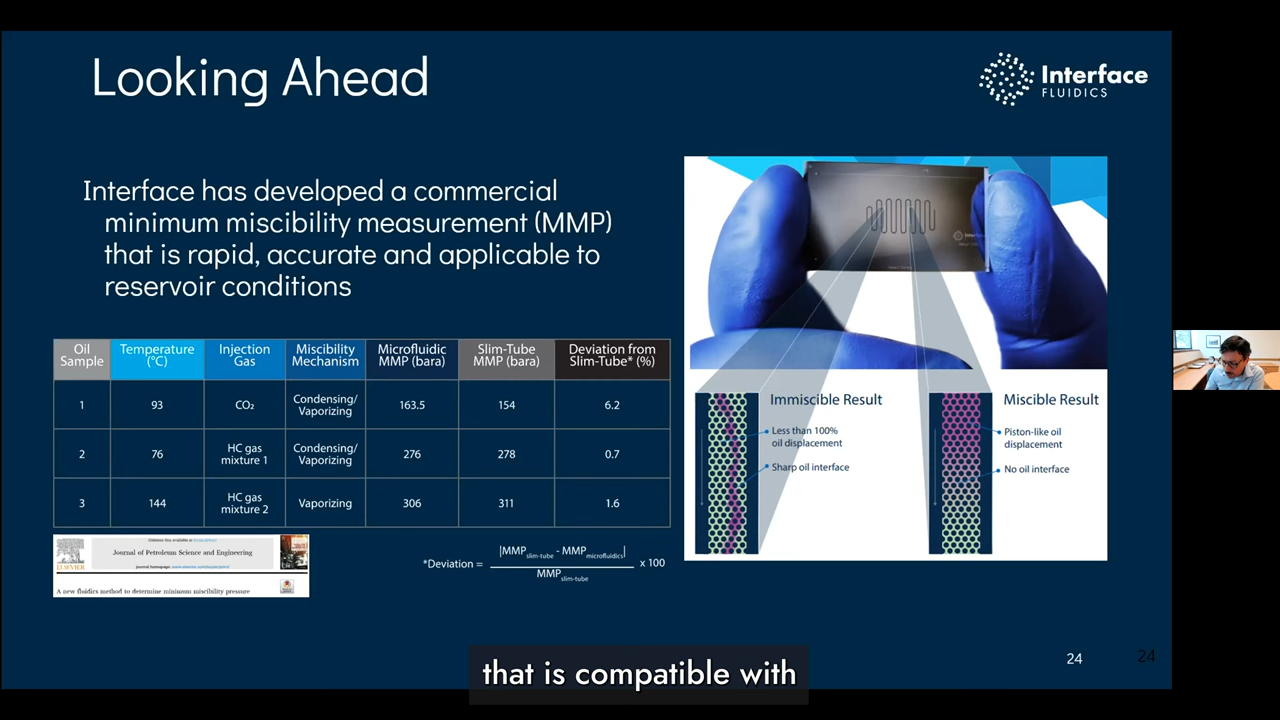 Looking Ahead
Interface
FLUIDICS
Interface has developed a commercial
minimum miscibility measurement (MMP)
that is rapid, accurate and applicable to
reservoir conditions
Oil Sample Temperature (°C) Injection Gas Miscibility Mechanism Microfluidic MMP (bara) Slim-Tube MMP (bara) Deviation from Slim-Tube* (%)
1 93 CO₂ Condensing/ Vaporizing 163.5 154 6.2
2 76 HC gas mixture 1 Condensing/ Vaporizing 276 278 0.7
3 144 HC gas mixture 2 Vaporizing 306 311 1.6
Immiscible Result
Less than 100%
oil displacement
Sharp oil interface
Miscible Result
Piston-like oil
displacement
No oil interface
Journal of Petroleum Science and Engineering
ELSEVIER
A new fluidics method to determine minimum miscibility pressure
*Deviation = |MMP slim-tube - MMP microfluidics| / MMP slim-tube x 100
24
24
that is compatible with